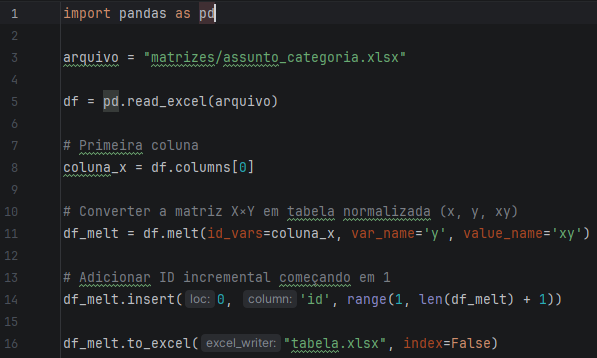 1 import pandas as pd
2
3 arquivo = "matrizes/assunto_categoria.xlsx"
4
5 df = pd.read_excel(arquivo)
6
7 # Primeira coluna
8 coluna_x = df.columns[0]
9
10 # Converter a matriz X×Y em tabela normalizada (x, y, xy)
11 df_melt = df.melt(id_vars=coluna_x, var_name='y', value_name='xy')
12
13 # Adicionar ID incremental começando em 1
14 df_melt.insert( loc: 0, column: 'id', range(1, len(df_melt) + 1))
15
16 df_melt.to_excel( excel_writer: "tabela.xlsx", index=False)